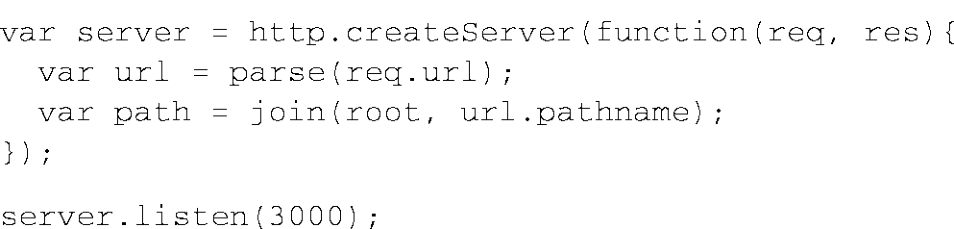 var server = http.createServer(function(req, res){
  var url = parse(req.url);
  var path = join(root, url.pathname);
});
server.listen(3000);